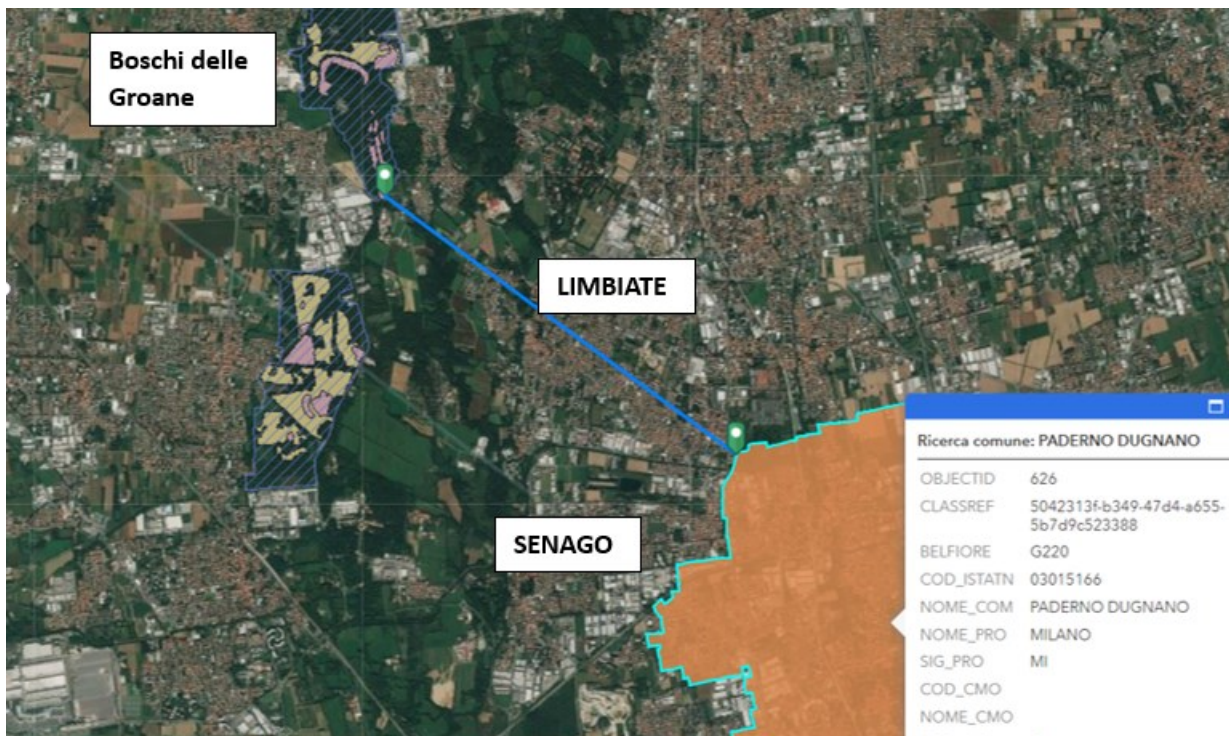 Boschi delle
Groane
LIMBIATE
SENAGO
Ricerca comune: PADERNO DUGNANO
OBJECTID 626
CLASSREF 5042313f-b349-47d4-a655-
5b7d9c523388
BELFIORE G220
COD_ISTATN 03015166
NOME_COM PADERNO DUGNANO
NOME_PRO MILANO
SIG_PRO MI
COD_CMO
NOME_CMO